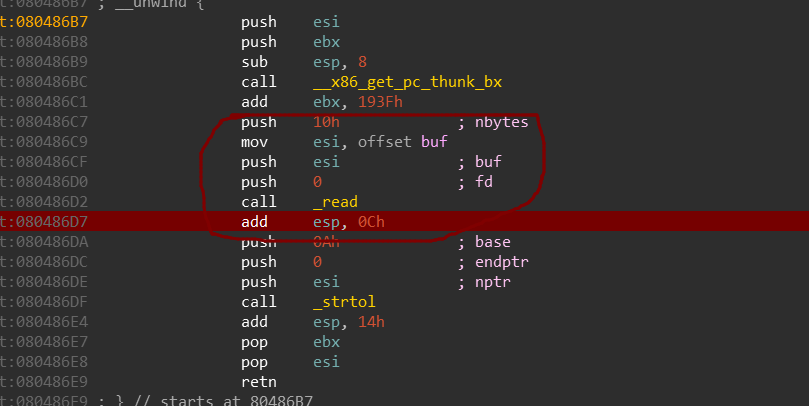 t:080486B7 ; __unwind {
t:080486B7 push esi
t:080486B8 push ebx
t:080486B9 sub esp, 8
t:080486BC call __x86_get_pc_thunk_bx
t:080486C1 add ebx, 193Fh
t:080486C7 push 10h ; nbytes
t:080486C9 mov esi, offset buf
t:080486CF push esi ; buf
t:080486D0 push 0 ; fd
t:080486D2 call _read
t:080486D7 add esp, 0Ch
t:080486DA push 0Ah ; base
t:080486DC push 0 ; endptr
t:080486DE push esi ; nptr
t:080486DF call _strtol
t:080486E4 add esp, 14h
t:080486E7 pop ebx
t:080486E8 pop esi
t:080486E9 retn
t:080486E9 ; } // starts at 80486B7